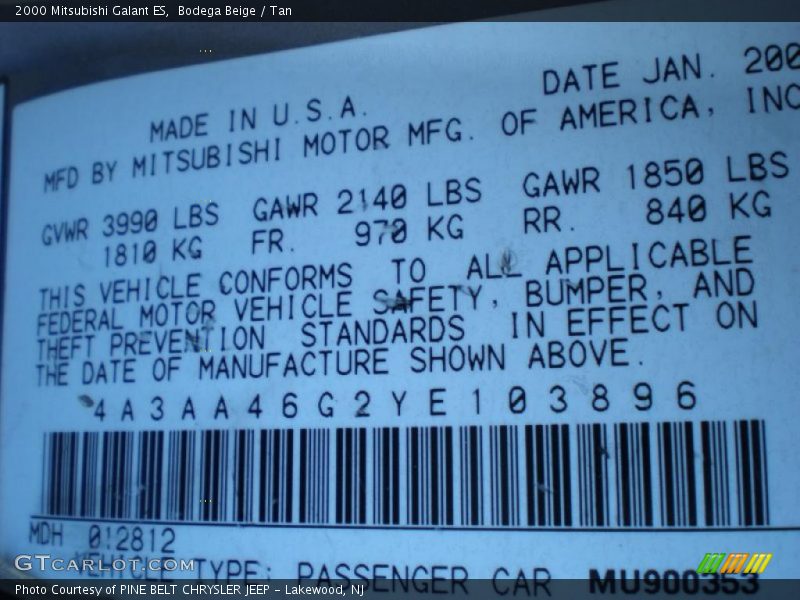 2000 Mitsubishi Galant ES, Bodega Beige / Tan
DATE JAN. 200
MADE IN U.S.A.
MFD BY MITSUBISHI MOTOR MFG. OF AMERICA, INC
GVWR 3990 LBS GAWR 2140 LBS GAWR 1850 LBS
1810 KG FR. 970 KG RR. 840 KG
THIS VEHICLE CONFORMS TO ALL APPLICABLE
FEDERAL MOTOR VEHICLE SAFETY, BUMPER, AND
THEFT PREVENTION STANDARDS IN EFFECT ON
THE DATE OF MANUFACTURE SHOWN ABOVE.
4A3AA46G2YE103896
MDH 012812
VEHICLE TYPE: PASSENGER CAR MU900353
GTCARLOT.COM
Photo Courtesy of PINE BELT CHRYSLER JEEP - Lakewood, NJ